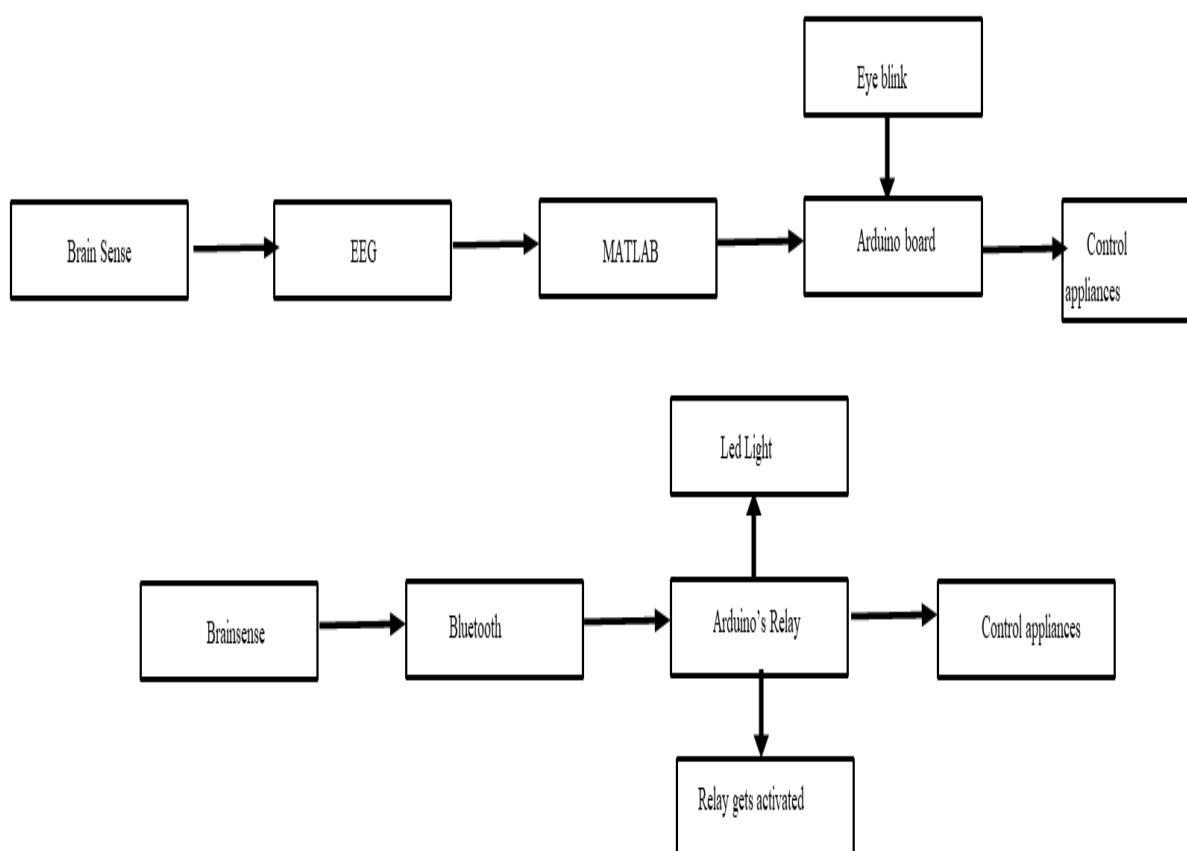 Eye blink
Brain Sense
EEG
MATLAB
Arduino board
Control
appliances
Led Light
Brainsense
Bluetooth
Arduino’s Relay
Control appliances
Relay gets activated